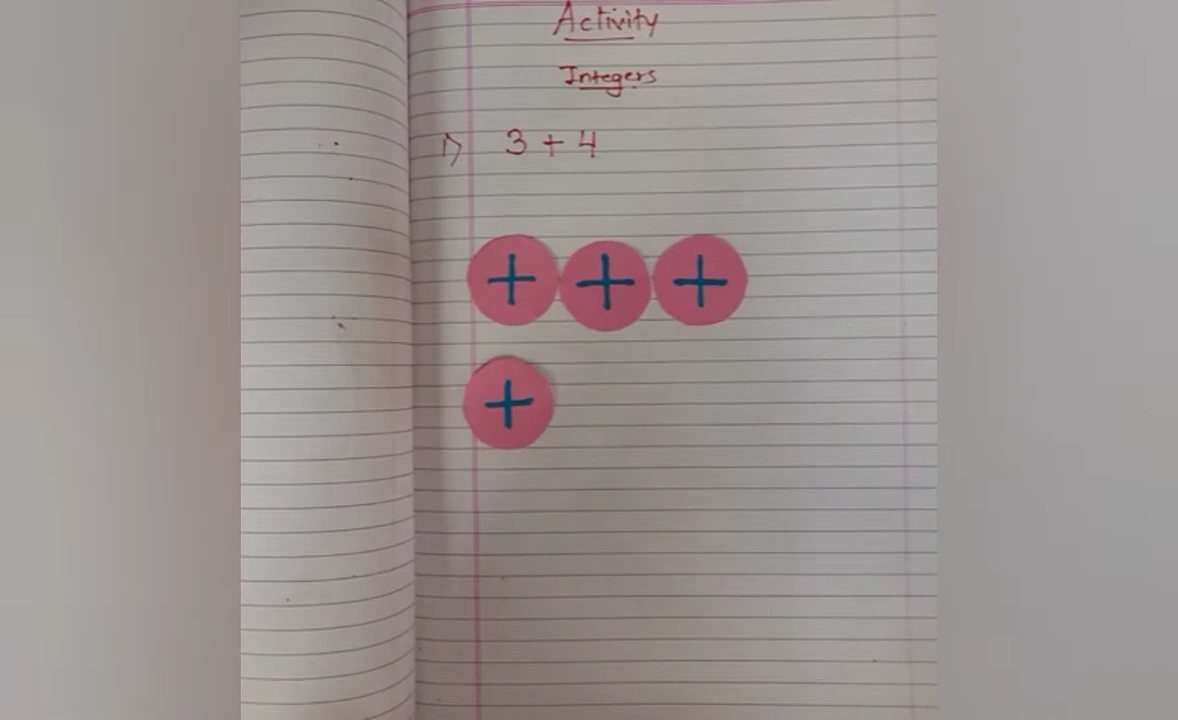 Activity
Integers
1) 3 + 4
+ + +
+